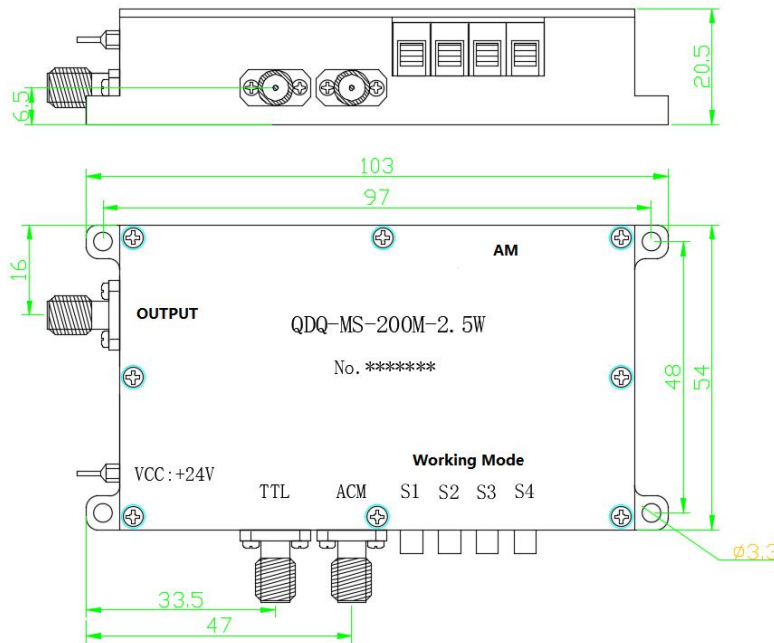 6.5
20.5
103
97
16
AM
OUTPUT
QDQ-MS-200M-2.5W
No.*******
48
54
Working Mode
VCC:+24V
TTL ACM S1 S2 S3 S4
ø3.3
33.5
47